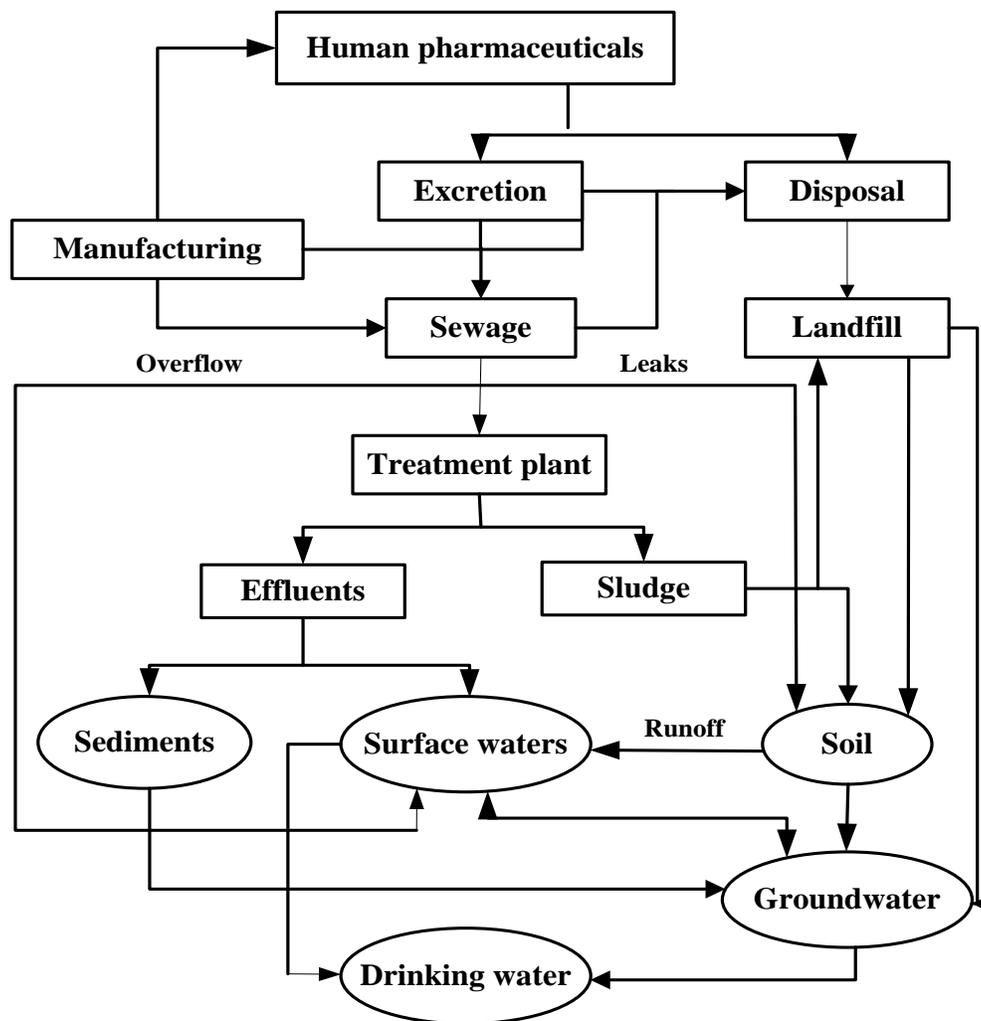 Human pharmaceuticals
Excretion
Disposal
Manufacturing
Sewage
Landfill
Overflow
Leaks
Treatment plant
Effluents
Sludge
Sediments
Surface waters
Runoff
Soil
Groundwater
Drinking water